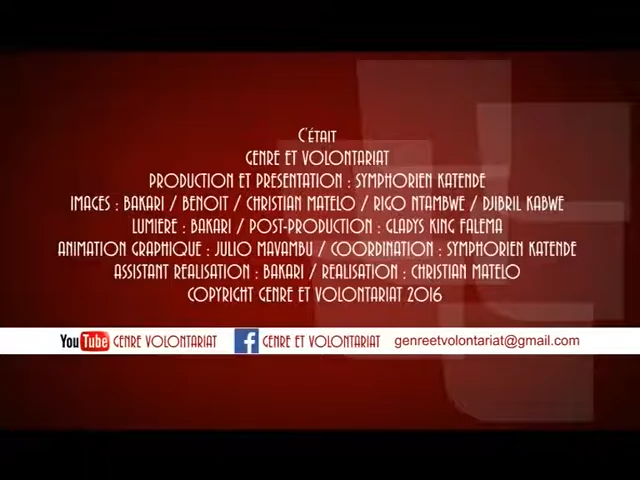 C'était
GENRE ET VOLONTARIAT
PRODUCTION ET PRESENTATION : SYMPHORIEN KATENDE
IMAGES : BAKARI / BENOIT / CHRISTIAN MATELO / RIGO NTAMBWE / DJIBRIL KABWE
LUMIERE : BAKARI / POST-PRODUCTION : GLADYS KING FALEMA
ANIMATION GRAPHIQUE : JULIO MAVAMBU / COORDINATION : SYMPHORIEN KATENDE
ASSISTANT REALISATION : BAKARI / REALISATION : CHRISTIAN MATELO
COPYRIGHT GENRE ET VOLONTARIAT 2016
YouTube GENRE VOLONTARIAT f GENRE ET VOLONTARIAT genreetvolontariat@gmail.com